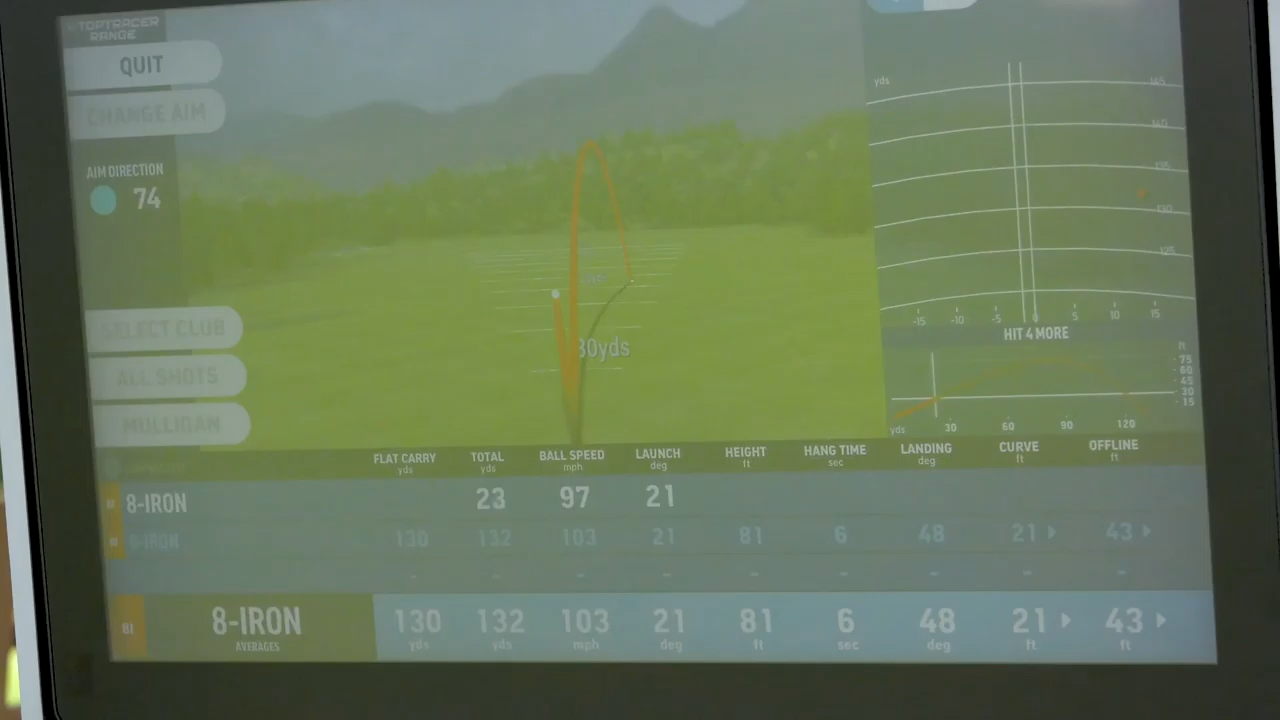 TOPTRACER
RANGE
QUIT
CHANGE AIM
AIM DIRECTION
74
SELECT CLUB
ALL SHOTS
MULLIGAN
30yds
yds
145
140
135
130
125
-15 -10 -5 0 5 10 15
HIT 4 MORE
ft
75
60
45
30
15
yds 30 60 90 120
FLAT CARRY TOTAL BALL SPEED LAUNCH HEIGHT HANG TIME LANDING CURVE OFFLINE
yds yds mph deg ft sec deg ft ft
8-IRON 23 97 21
8-IRON 130 132 103 21 81 6 48 21 43
- - - - - - - - -
8I 8-IRON 130 132 103 21 81 6 48 21 43
AVERAGES yds yds mph deg ft sec deg ft ft